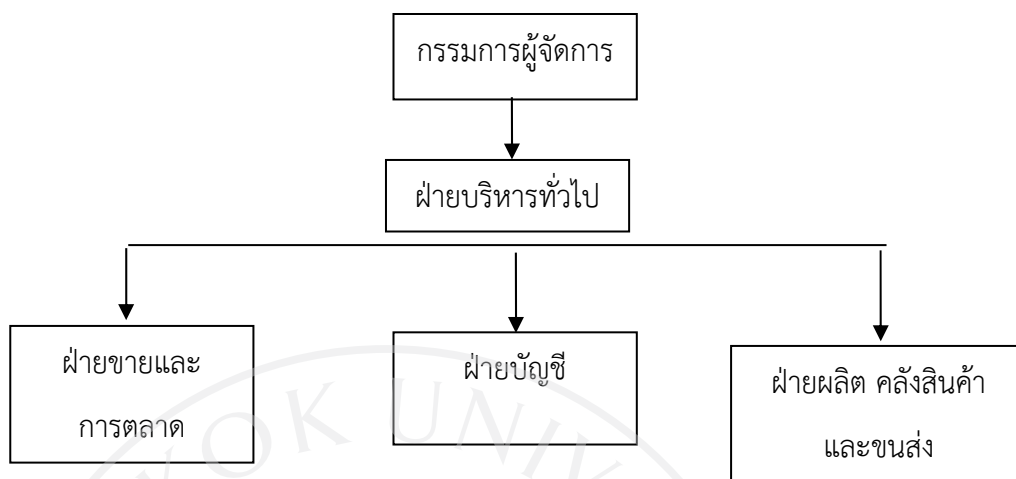 กรรมการผู้จัดการ
ฝ่ายบริหารทั่วไป
ฝ่ายขายและ
การตลาด
ฝ่ายบัญชี
ฝ่ายผลิต คลังสินค้า
และขนส่ง
OK UNIV